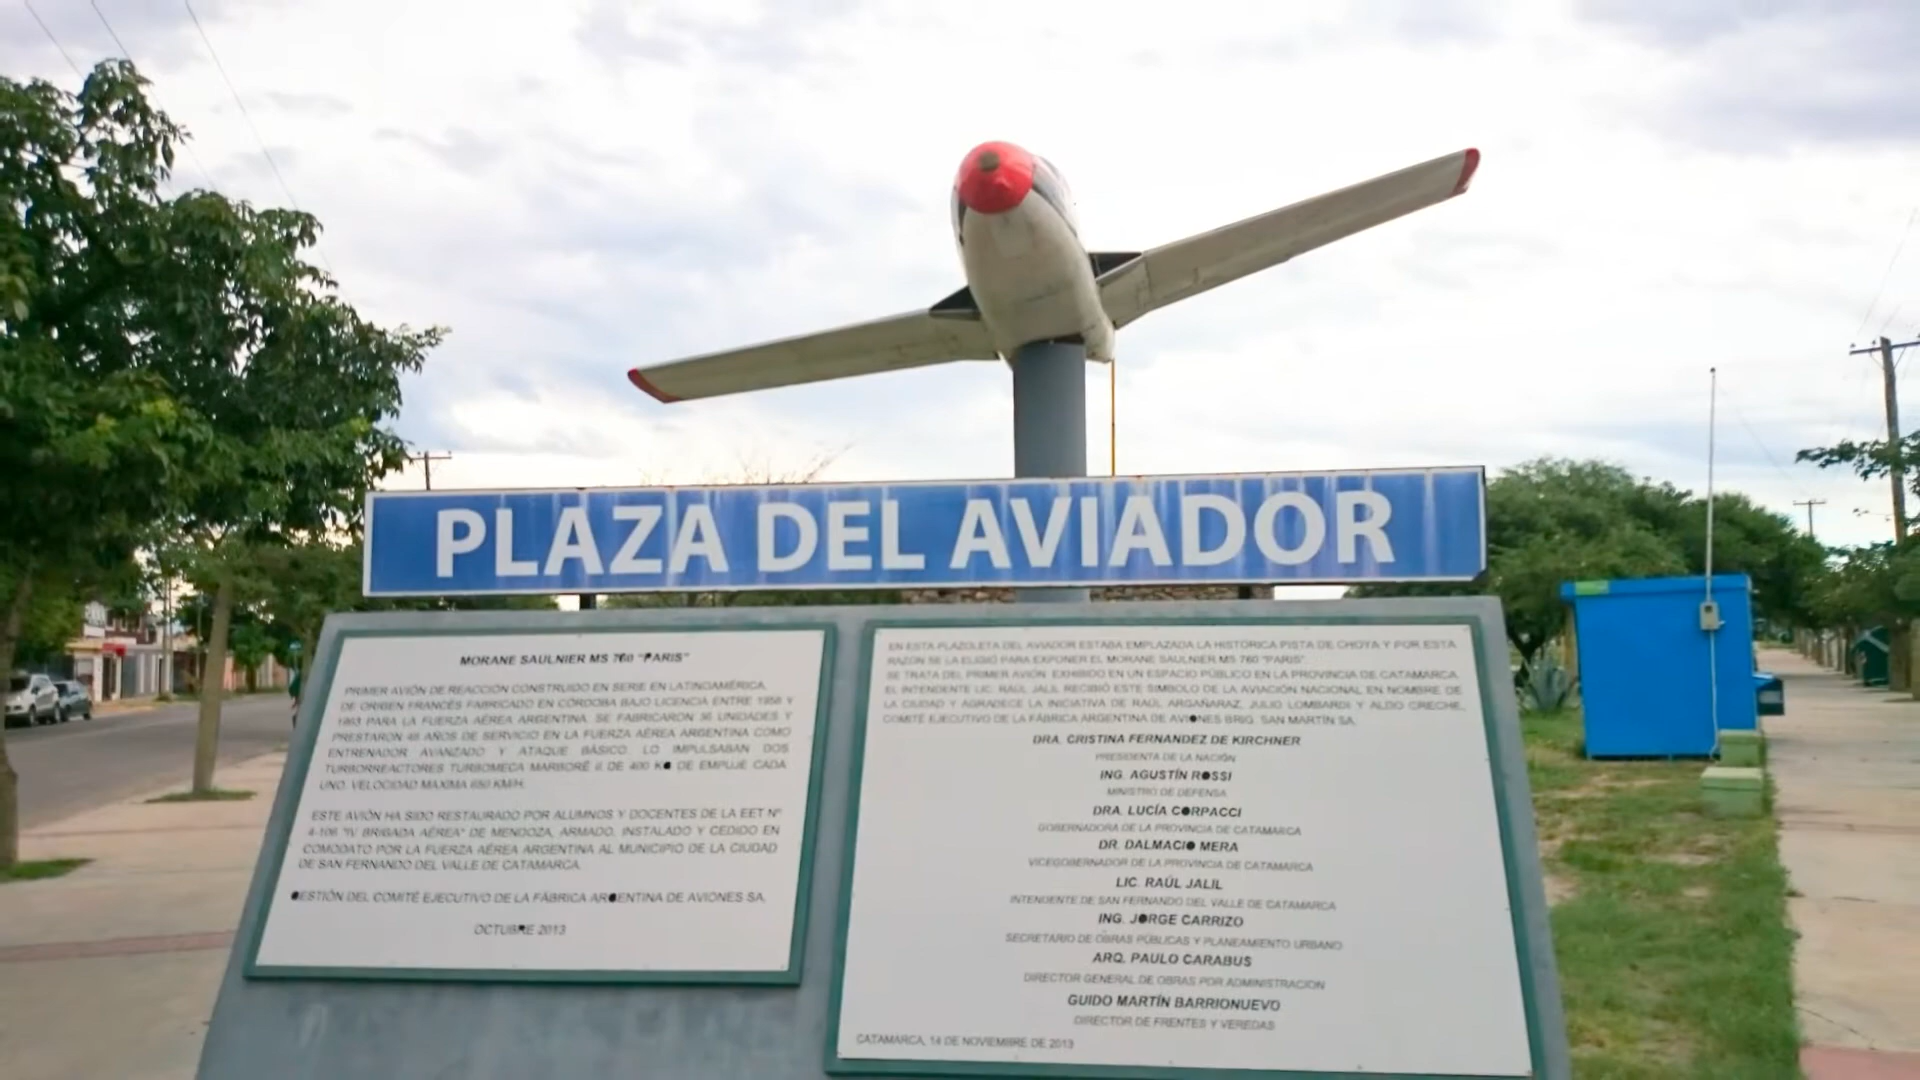 PLAZA DEL AVIADOR
MORANE SAULNIER MS 760 "PARIS"
PRIMER AVIÓN DE REACCIÓN CONSTRUIDO EN SERIE EN LATINOAMÉRICA,
DE ORIGEN FRANCÉS FABRICADO EN CÓRDOBA BAJO LICENCIA ENTRE 1958 Y
1963 PARA LA FUERZA AÉREA ARGENTINA. SE FABRICARON 36 UNIDADES Y
PRESTARON 48 AÑOS DE SERVICIO EN LA FUERZA AÉREA ARGENTINA COMO
ENTRENADOR AVANZADO Y ATAQUE BÁSICO. LO IMPULSABAN DOS
TURBORREACTORES TURBOMECA MARBORÉ II DE 400 KG DE EMPUJE CADA
UNO. VELOCIDAD MAXIMA 650 KM/H.
ESTE AVIÓN HA SIDO RESTAURADO POR ALUMNOS Y DOCENTES DE LA EET Nº
4-106 "IV BRIGADA AÉREA" DE MENDOZA, ARMADO, INSTALADO Y CEDIDO EN
COMODATO POR LA FUERZA AÉREA ARGENTINA AL MUNICIPIO DE LA CIUDAD
DE SAN FERNANDO DEL VALLE DE CATAMARCA.
GESTIÓN DEL COMITÉ EJECUTIVO DE LA FÁBRICA ARGENTINA DE AVIONES SA.
OCTUBRE 2013
EN ESTA PLAZOLETA DEL AVIADOR ESTABA EMPLAZADA LA HISTÓRICA PISTA DE CHOYA Y POR ESTA
RAZÓN SE LA ELIGIÓ PARA EXPONER EL MORANE SAULNIER MS 760 "PARIS".
SE TRATA DEL PRIMER AVIÓN EXHIBIDO EN UN ESPACIO PÚBLICO EN LA PROVINCIA DE CATAMARCA.
EL INTENDENTE LIC. RAÚL JALIL RECIBIÓ ESTE SIMBOLO DE LA AVIACIÓN NACIONAL EN NOMBRE DE
LA CIUDAD Y AGRADECE LA INICIATIVA DE RAÚL ARGAÑARAZ, JULIO LOMBARDI Y ALDO CRECHE,
COMITÉ EJECUTIVO DE LA FÁBRICA ARGENTINA DE AVIONES BRIG. SAN MARTÍN SA.
DRA. CRISTINA FERNANDEZ DE KIRCHNER
PRESIDENTA DE LA NACIÓN
ING. AGUSTÍN ROSSI
MINISTRO DE DEFENSA
DRA. LUCÍA CORPACCI
GOBERNADORA DE LA PROVINCIA DE CATAMARCA
DR. DALMACIO MERA
VICEGOBERNADOR DE LA PROVINCIA DE CATAMARCA
LIC. RAÚL JALIL
INTENDENTE DE SAN FERNANDO DEL VALLE DE CATAMARCA
ING. JORGE CARRIZO
SECRETARIO DE OBRAS PÚBLICAS Y PLANEAMIENTO URBANO
ARQ. PAULO CARABUS
DIRECTOR GENERAL DE OBRAS POR ADMINISTRACION
GUIDO MARTÍN BARRIONUEVO
DIRECTOR DE FRENTES Y VEREDAS
CATAMARCA, 14 DE NOVIEMBRE DE 2013